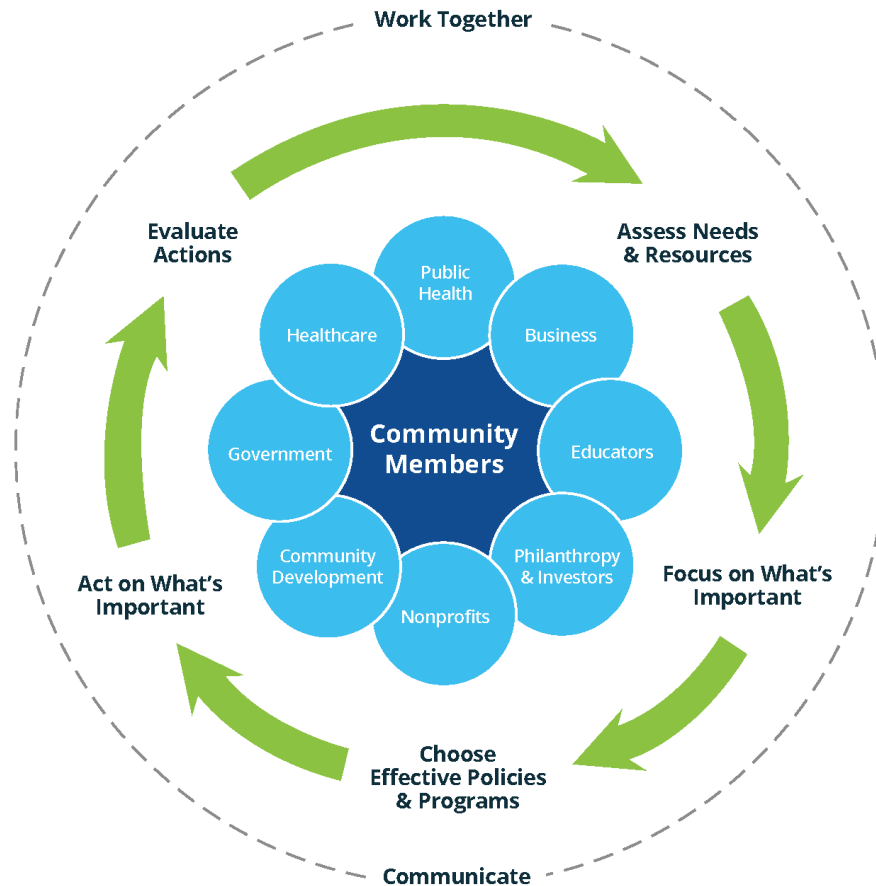 Work Together
Evaluate
Actions
Assess Needs
& Resources
Public
Health
Healthcare
Business
Community
Members
Government
Educators
Community
Development
Philanthropy
& Investors
Nonprofits
Act on What's
Important
Focus on What's
Important
Choose
Effective Policies
& Programs
Communicate